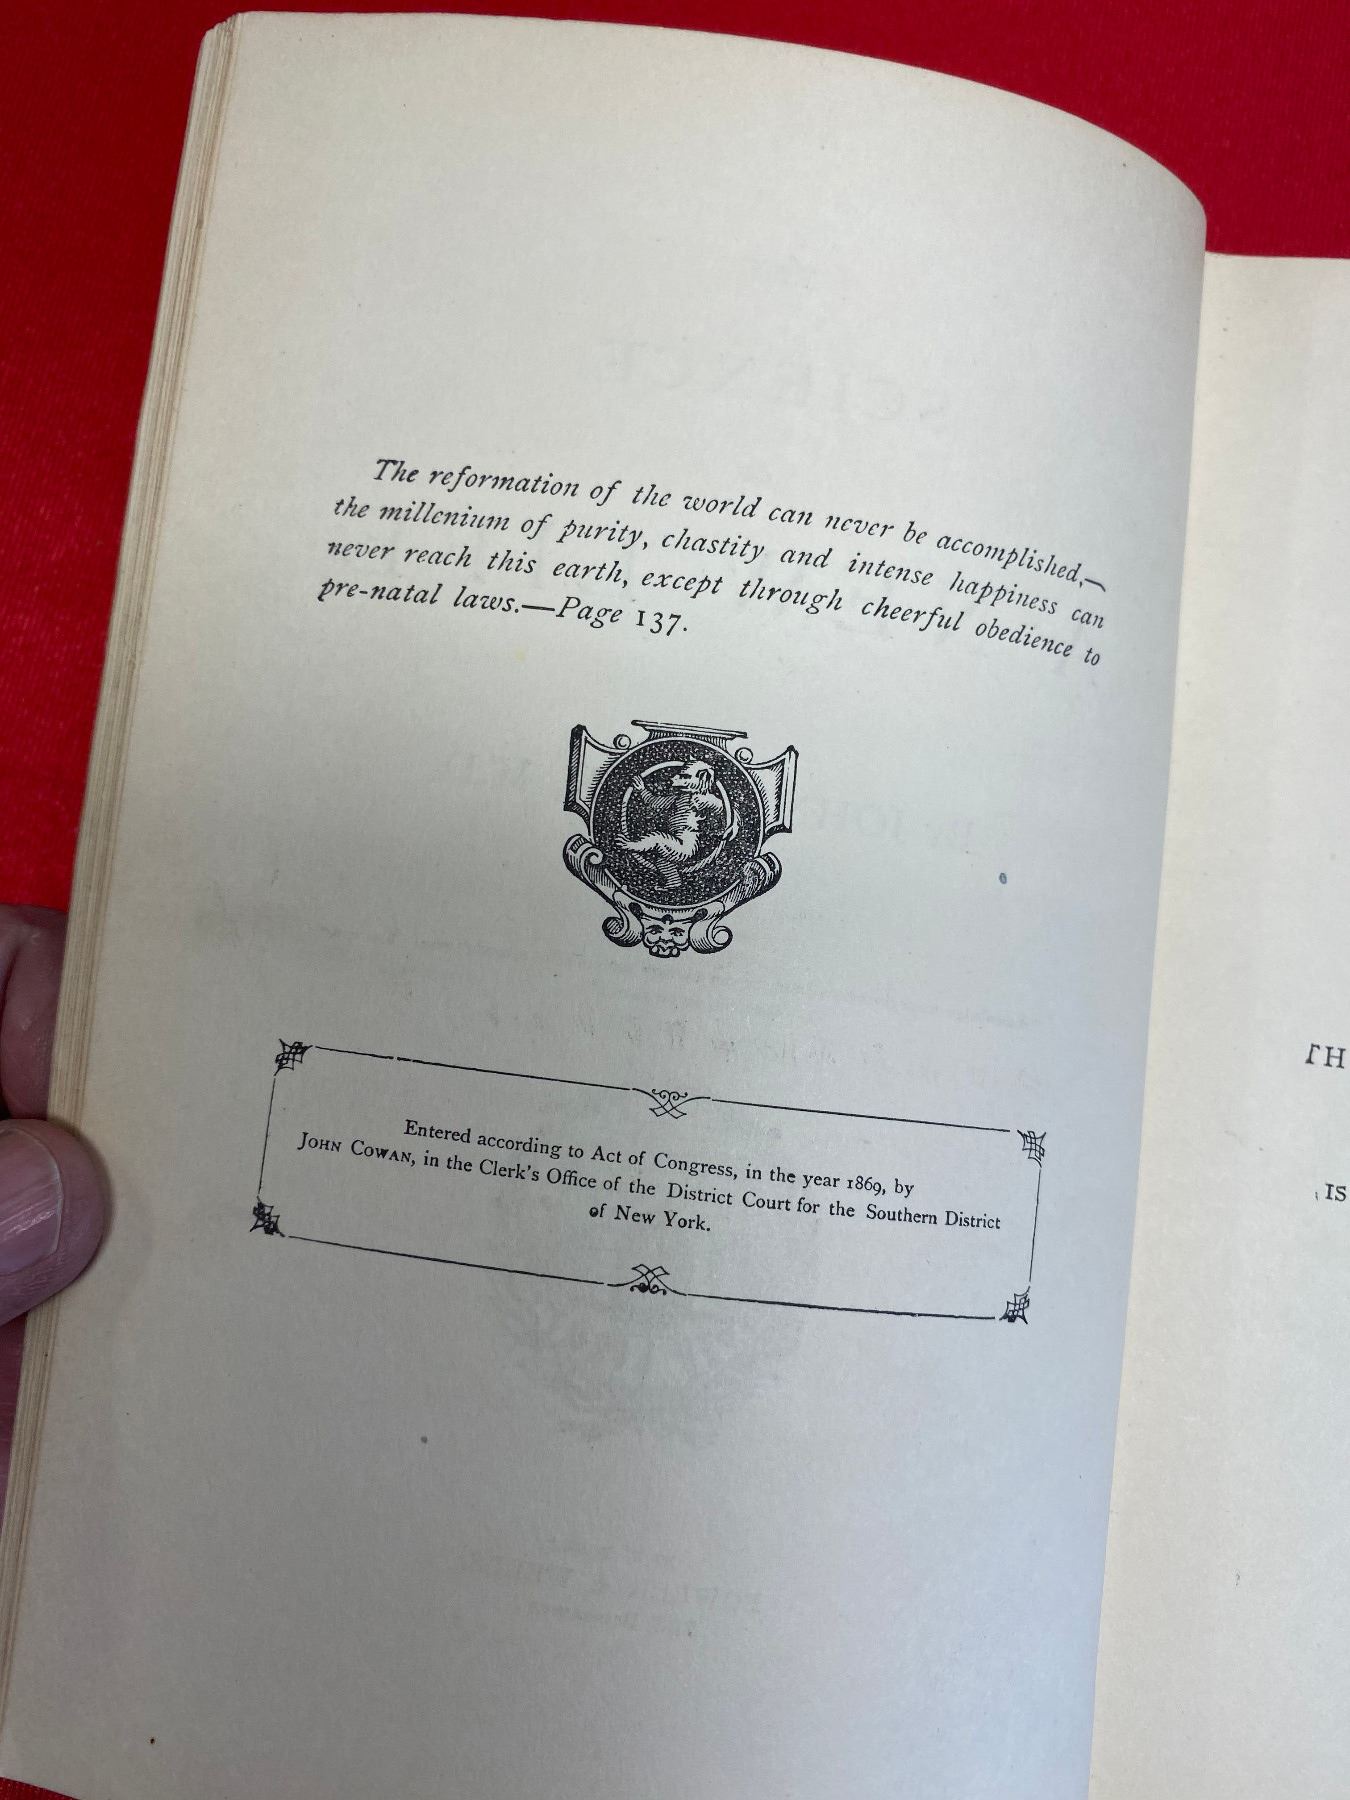 The reformation of the world can never be accomplished,—
the millenium of purity, chastity and intense happiness can
never reach this earth, except through cheerful obedience to
pre-natal laws.—Page 137.
Entered according to Act of Congress, in the year 1869, by
JOHN COWAN, in the Clerk's Office of the District Court for the Southern District
of New York.
TH
IS